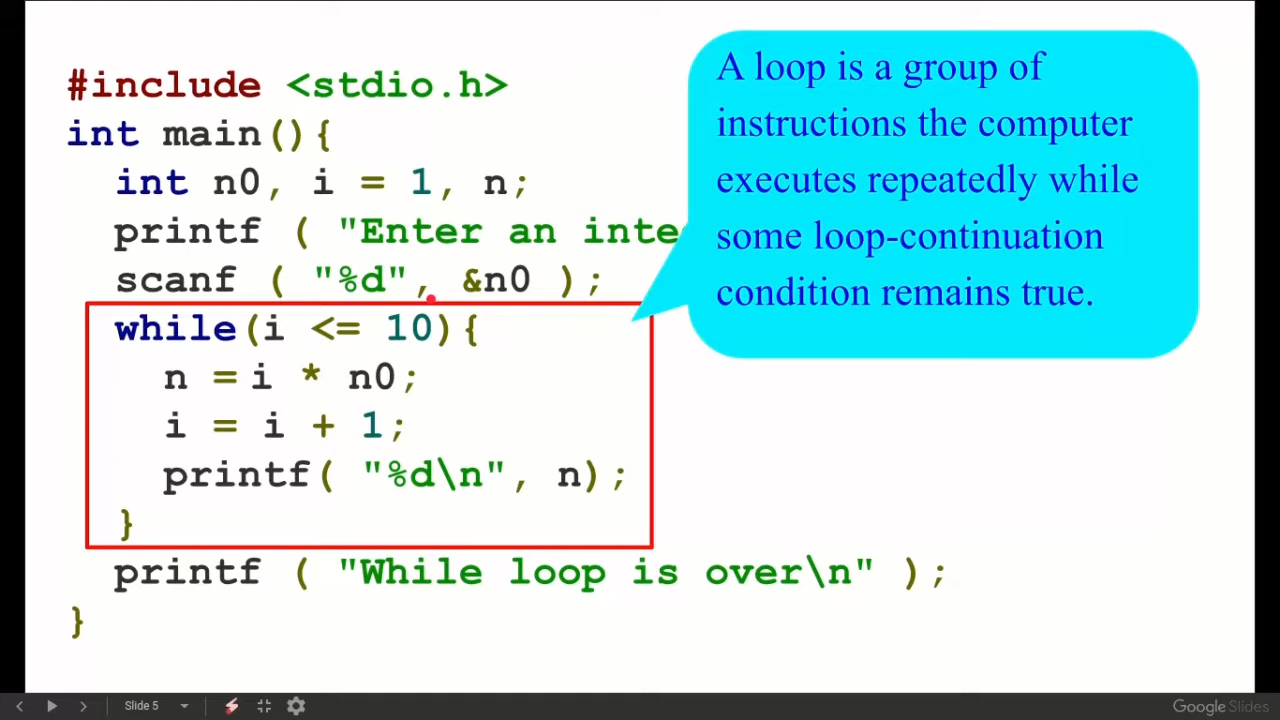 #include <stdio.h>
int main(){
int n0, i = 1, n;
printf ( "Enter an inte
scanf ( "%d", &n0 );
while(i <= 10){
n = i * n0;
i = i + 1;
printf( "%d\n", n);
}
printf ( "While loop is over\n" );
}
A loop is a group of
instructions the computer
executes repeatedly while
some loop-continuation
condition remains true.
Slide 5
Google Slides